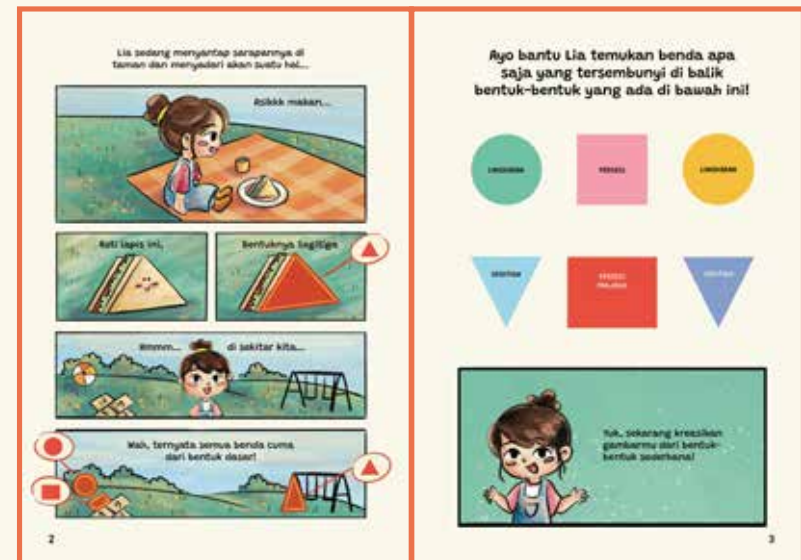 Lia sedang menyantap sarapannya di
taman dan menyadari akan suatu hal...
Asikkk makan...
Roti lapis ini,
Bentuknya Segitiga
Hmmm... di sekitar kita...
Wah, ternyata semua benda cuma
dari bentuk dasar!
2
Ayo bantu Lia temukan benda apa
saja yang tersembunyi di balik
bentuk-bentuk yang ada di bawah ini!
LINGKARAN
PERSEGI
LINGKARAN
SEGITIGA
PERSEGI
PANJANG
SEGITIGA
Yuk, sekarang kreasikan
gambarmu dari bentuk-
bentuk sederhana!
3